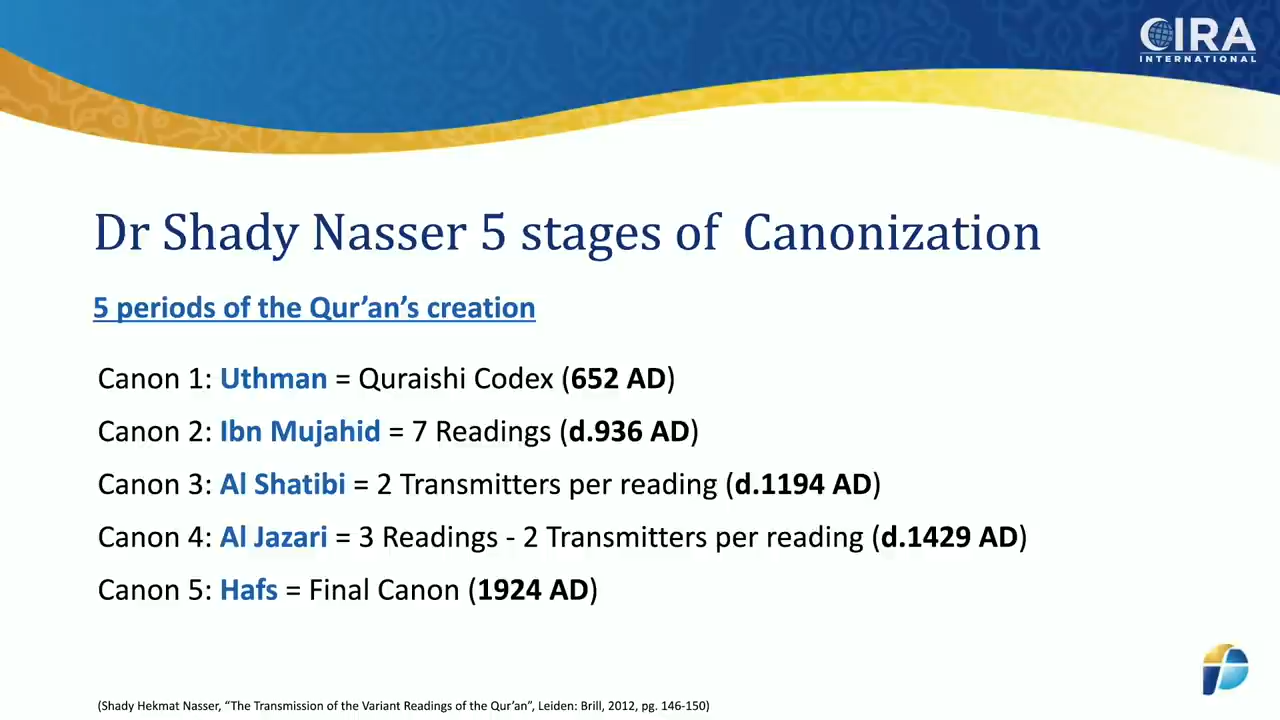 CIRA
INTERNATIONAL
Dr Shady Nasser 5 stages of Canonization
5 periods of the Qur’an’s creation
Canon 1: Uthman = Quraishi Codex (652 AD)
Canon 2: Ibn Mujahid = 7 Readings (d.936 AD)
Canon 3: Al Shatibi = 2 Transmitters per reading (d.1194 AD)
Canon 4: Al Jazari = 3 Readings - 2 Transmitters per reading (d.1429 AD)
Canon 5: Hafs = Final Canon (1924 AD)
(Shady Hekmat Nasser, “The Transmission of the Variant Readings of the Qur’an”, Leiden: Brill, 2012, pg. 146-150)